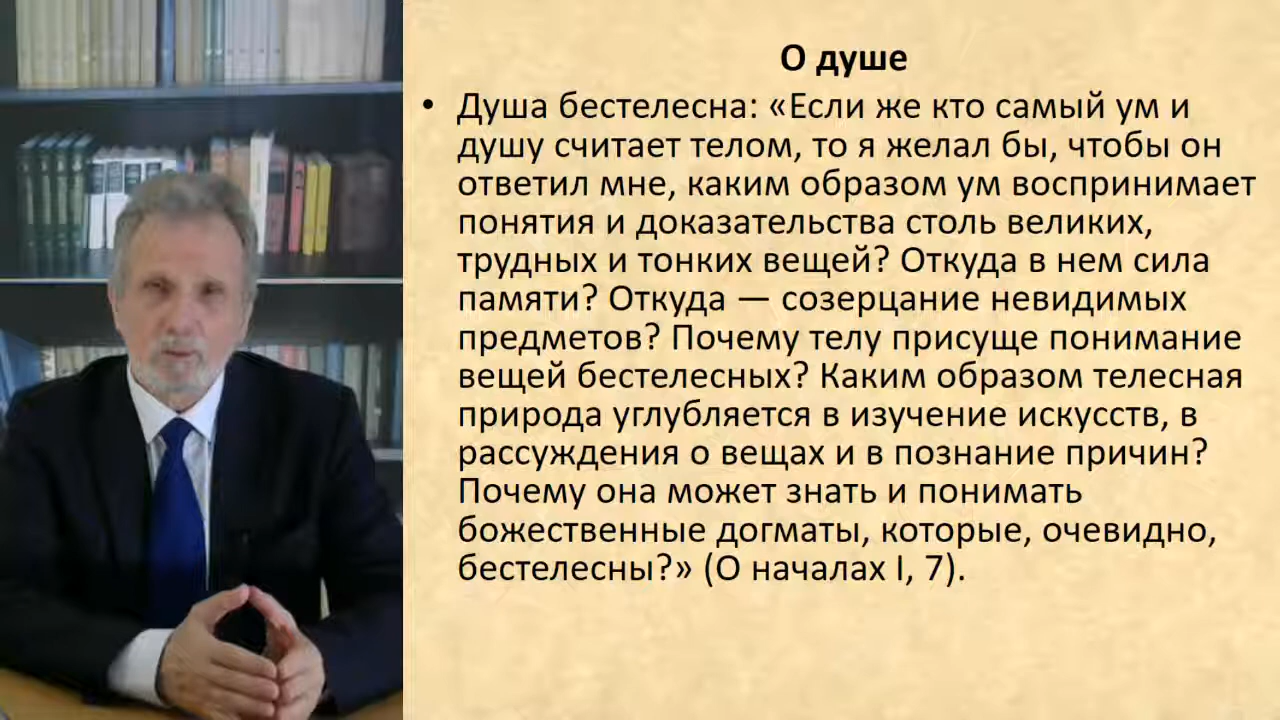 О душе
• Душа бестелесна: «Если же кто самый ум и
душу считает телом, то я желал бы, чтобы он
ответил мне, каким образом ум воспринимает
понятия и доказательства столь великих,
трудных и тонких вещей? Откуда в нем сила
памяти? Откуда — созерцание невидимых
предметов? Почему телу присуще понимание
вещей бестелесных? Каким образом телесная
природа углубляется в изучение искусств, в
рассуждения о вещах и в познание причин?
Почему она может знать и понимать
божественные догматы, которые, очевидно,
бестелесны?» (О началах I, 7).